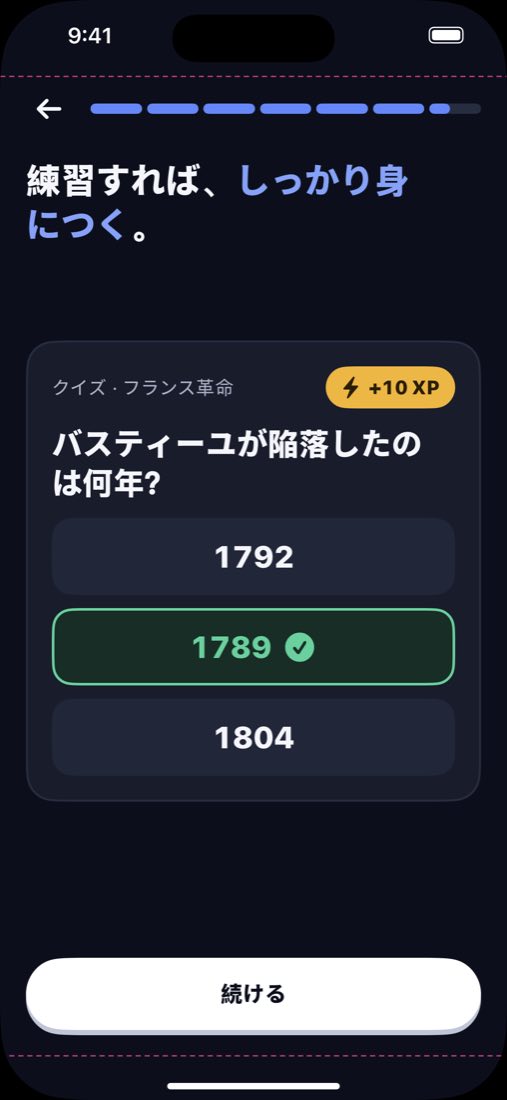 9:41
練習すれば、しっかり身
につく。
クイズ · フランス革命
+10 XP
バスティーユが陥落したの
は何年?
1792
1789
1804
続ける